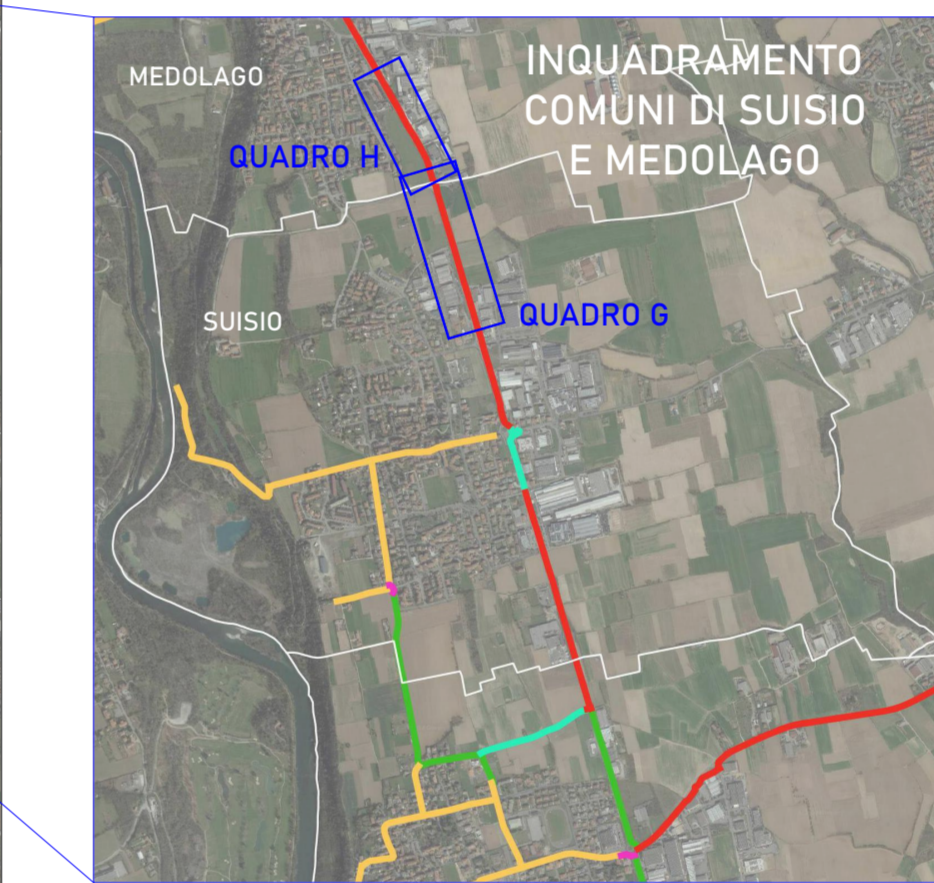 INQUADRAMENTO
COMUNI DI SUISIO
E MEDOLAGO
MEDOLAGO
QUADRO H
SUISIO
QUADRO G